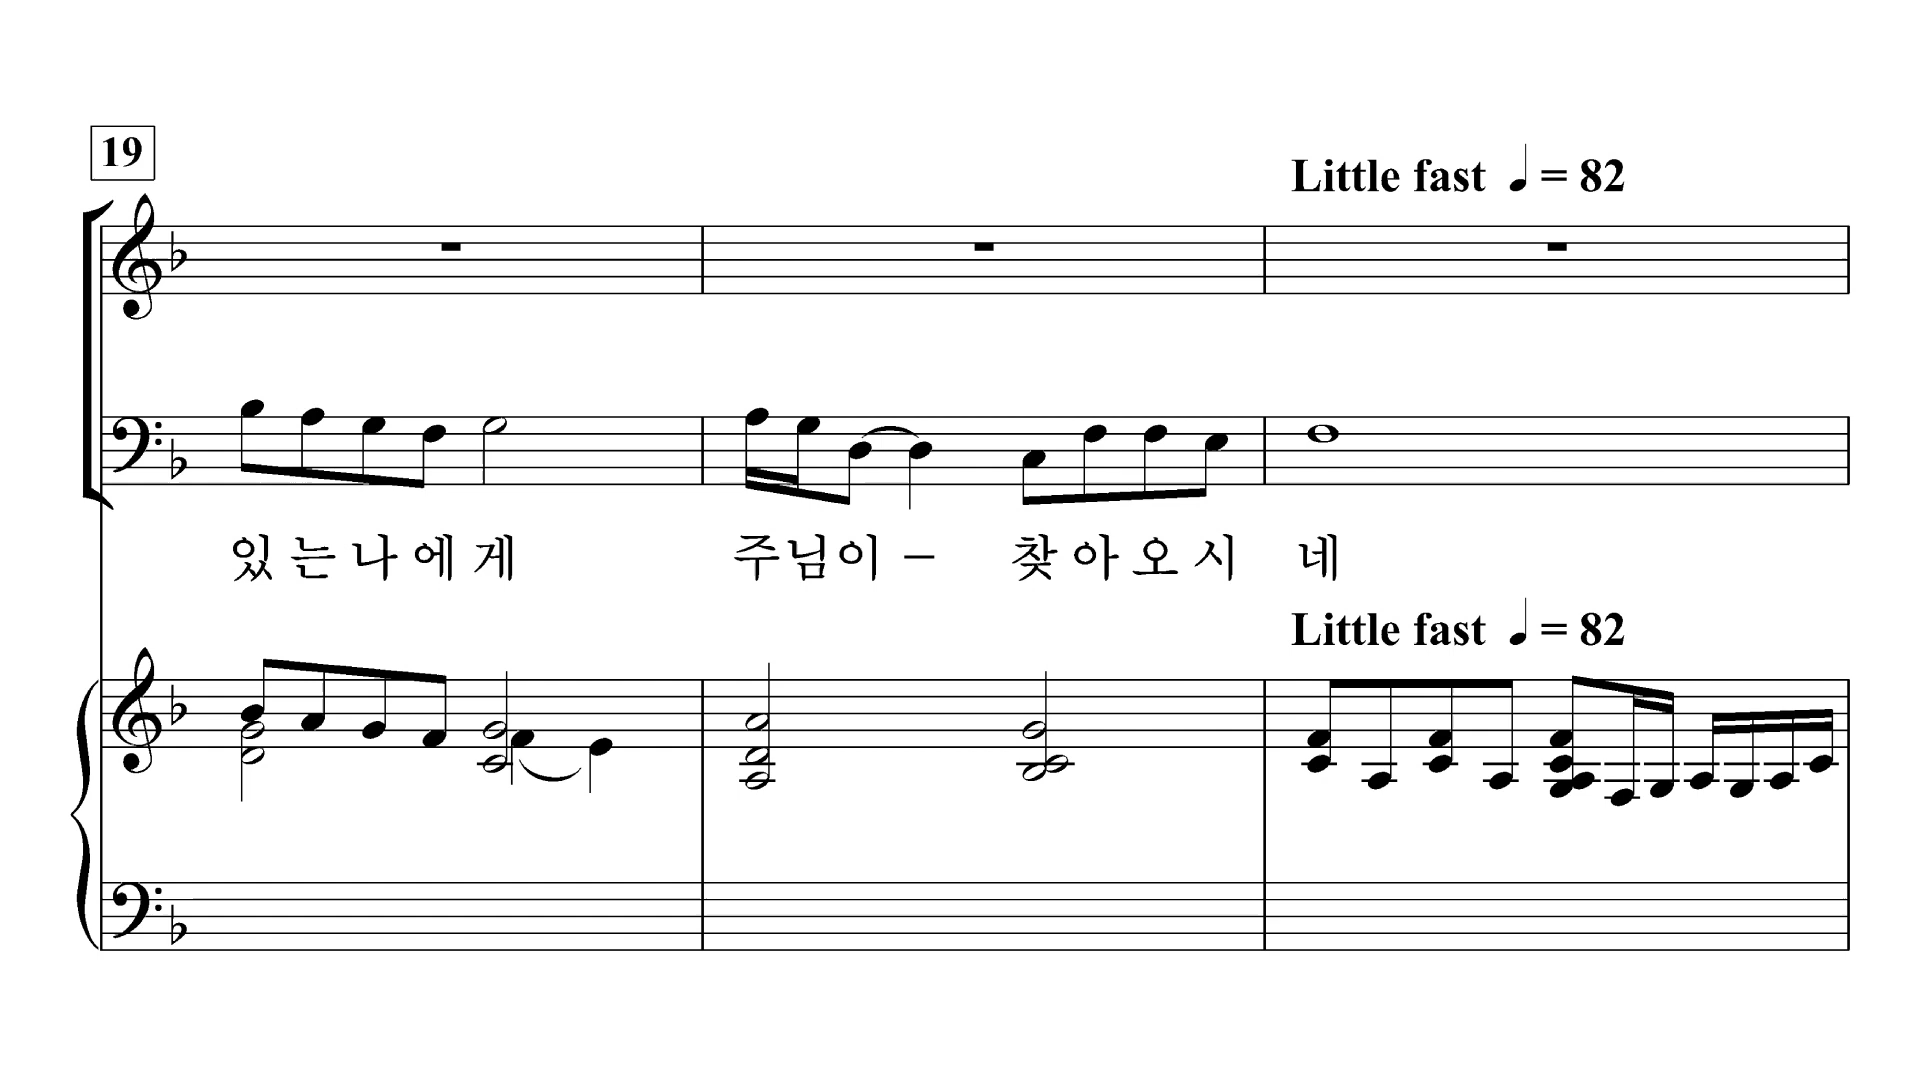 19
Little fast ♩ = 82
있 는 나 에 게 주 님 이 – 찾 아 오 시 네
Little fast ♩ = 82